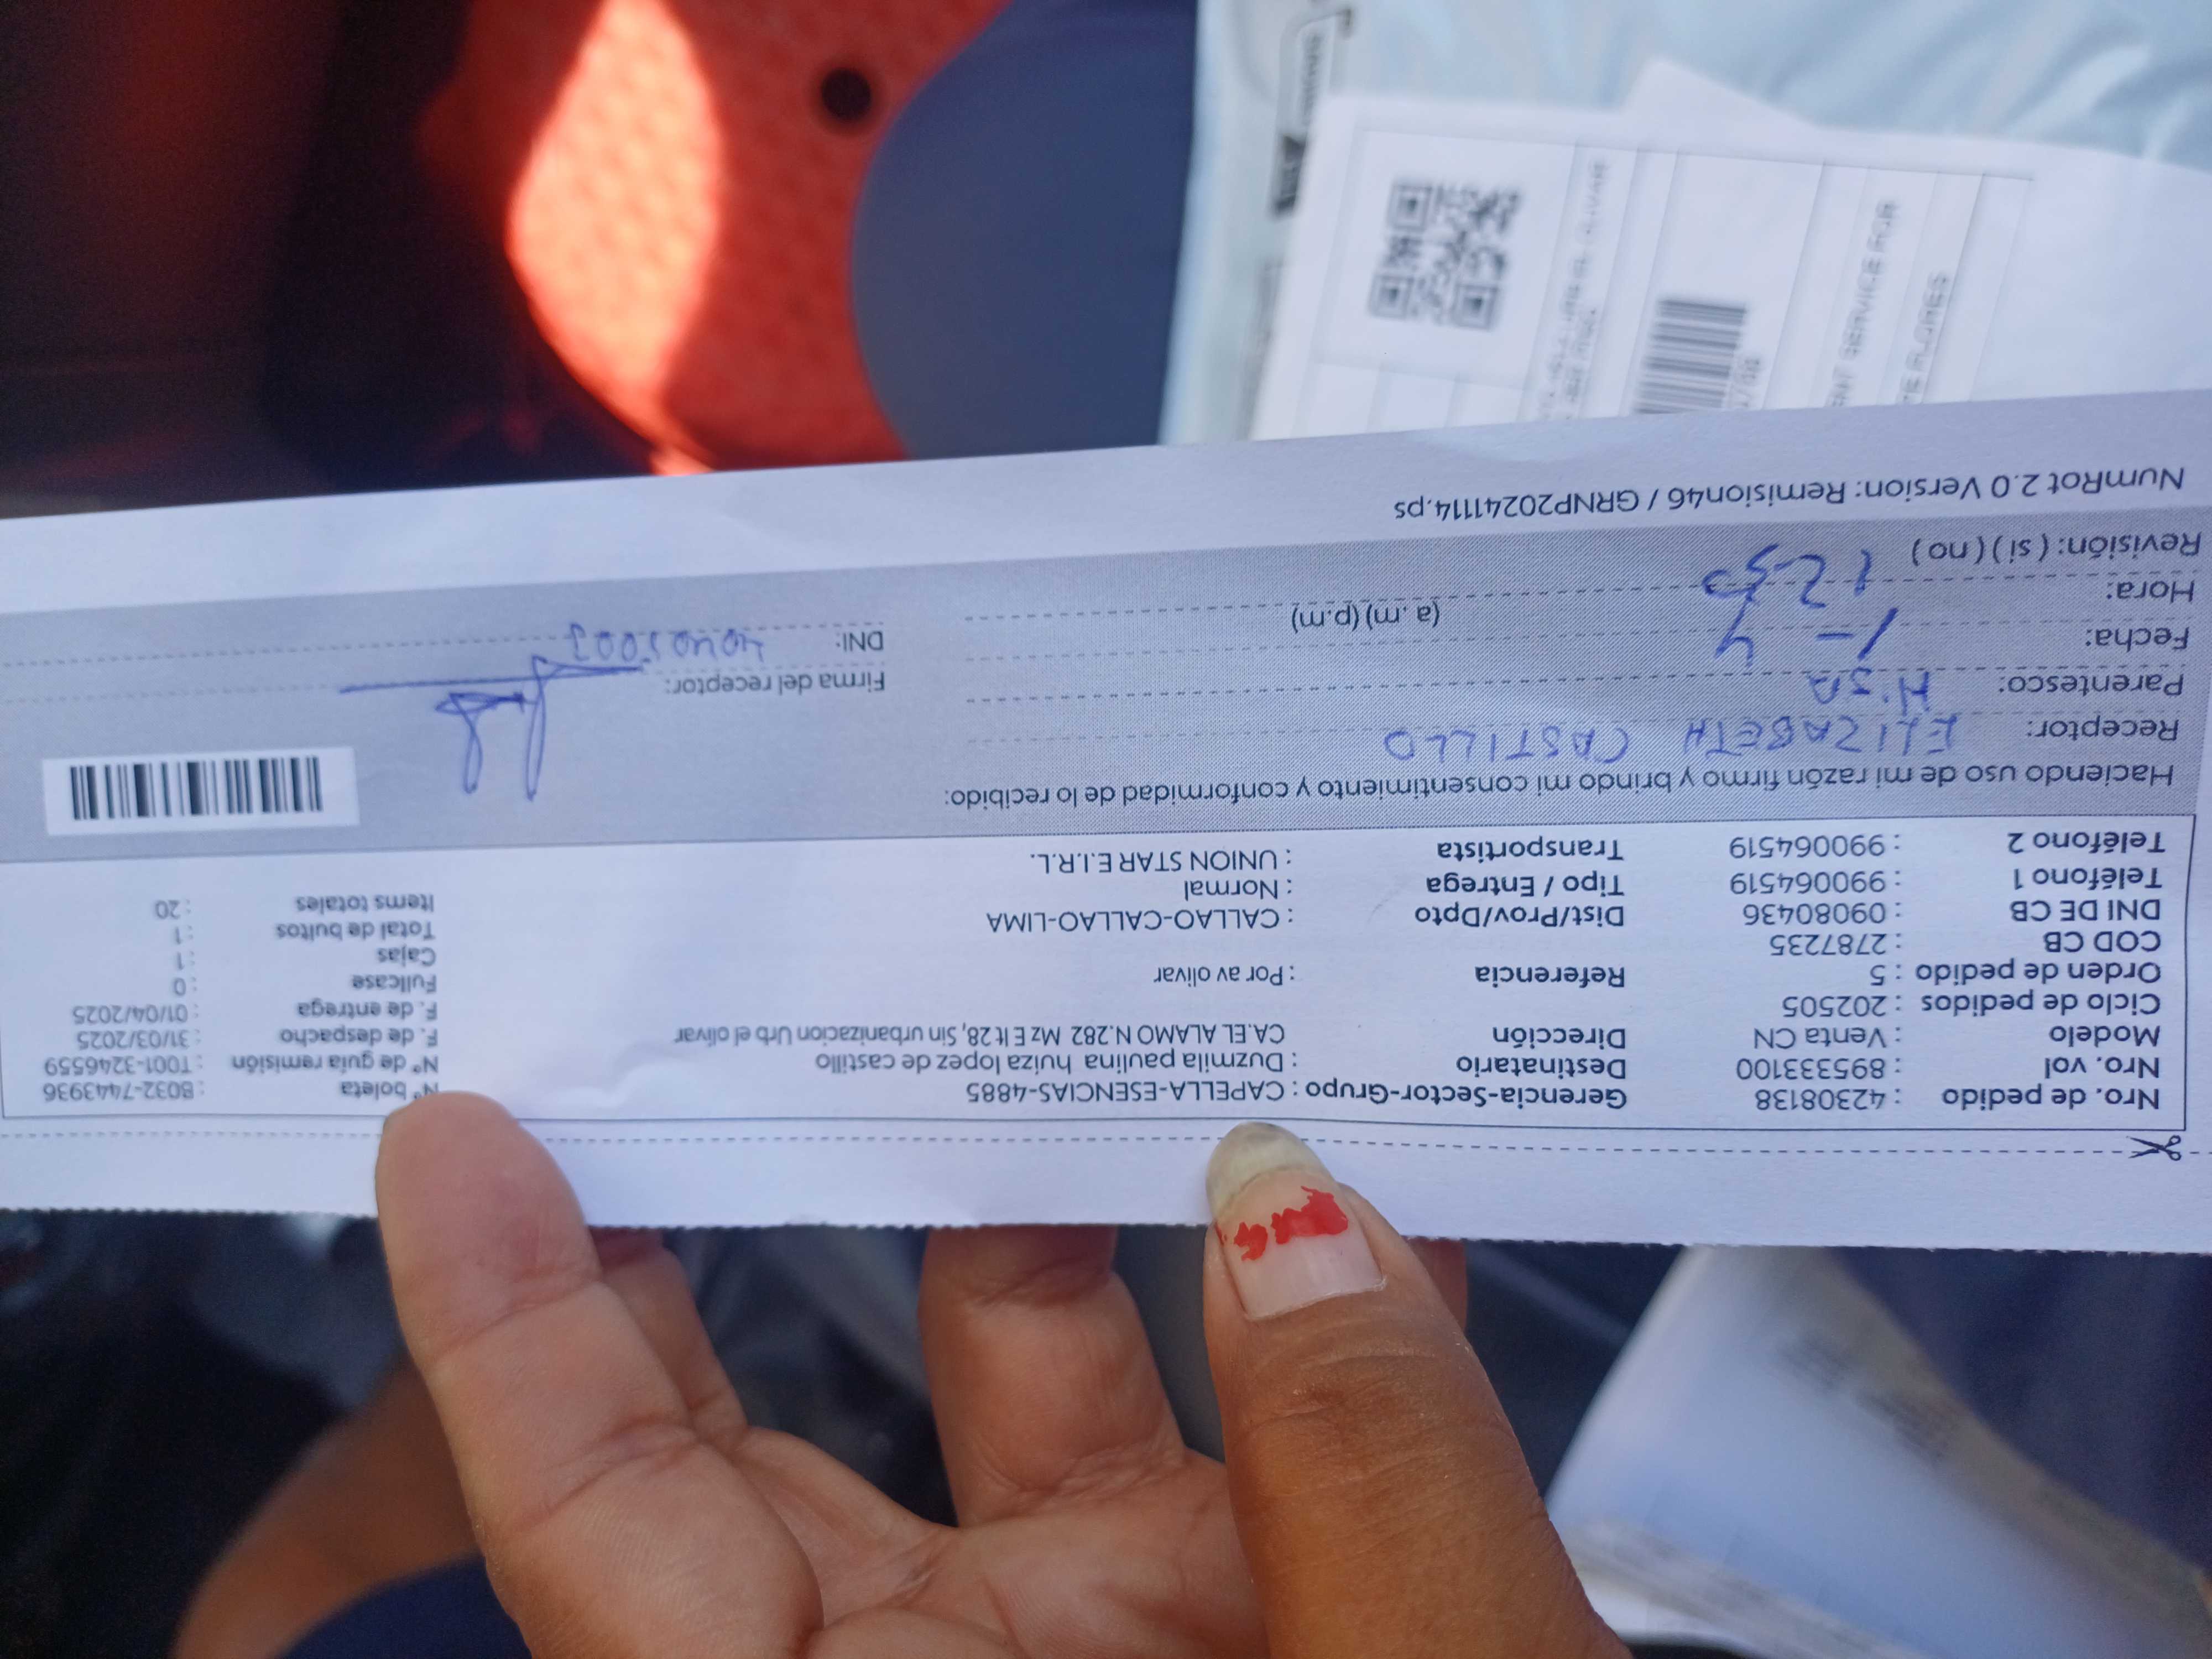 Nro. de pedido : 42308138 Gerencia-Sector-Grupo : CAPELLA-ESENCIAS-4885 N° boleta : B032-7443936
Nro. vol : 895333100 Destinatario : Duzmila paulina huiza lopez de castillo N° de guia remisión : T001-3246559
Modelo : Venta CN Dirección CA.EL ALAMO N.282 Mz E lt 28, Sin urbanizacion Urb el olivar F. de despacho : 31/03/2025
Ciclo de pedidos : 202505 F. de entrega : 01/04/2025
Orden de pedido : 5 Referencia : Por av olivar Fullcase : 0
COD CB : 2787235 Cajas : 1
DNI DE CB : 09080436 Dist/Prov/Dpto : CALLAO-CALLAO-LIMA Total de bultos : 1
Teléfono 1 : 990064519 Tipo / Entrega : Normal Items totales : 20
Teléfono 2 : 990064519 Transportista : UNION STAR E.I.R.L.
Haciendo uso de mi razón firmo y brindo mi consentimiento y conformidad de lo recibido:
Receptor: ELIZABETH CASTILLO
Parentesco: HIJA Firma del receptor:
Fecha: 1-4 DNI:
Hora: 1250 (a. m) (p.m)
Revisión: ( si ) ( no )
NumRot 2.0 Version: Remision46 / GRNP20241114.ps
SERVICE FOR
FLORES